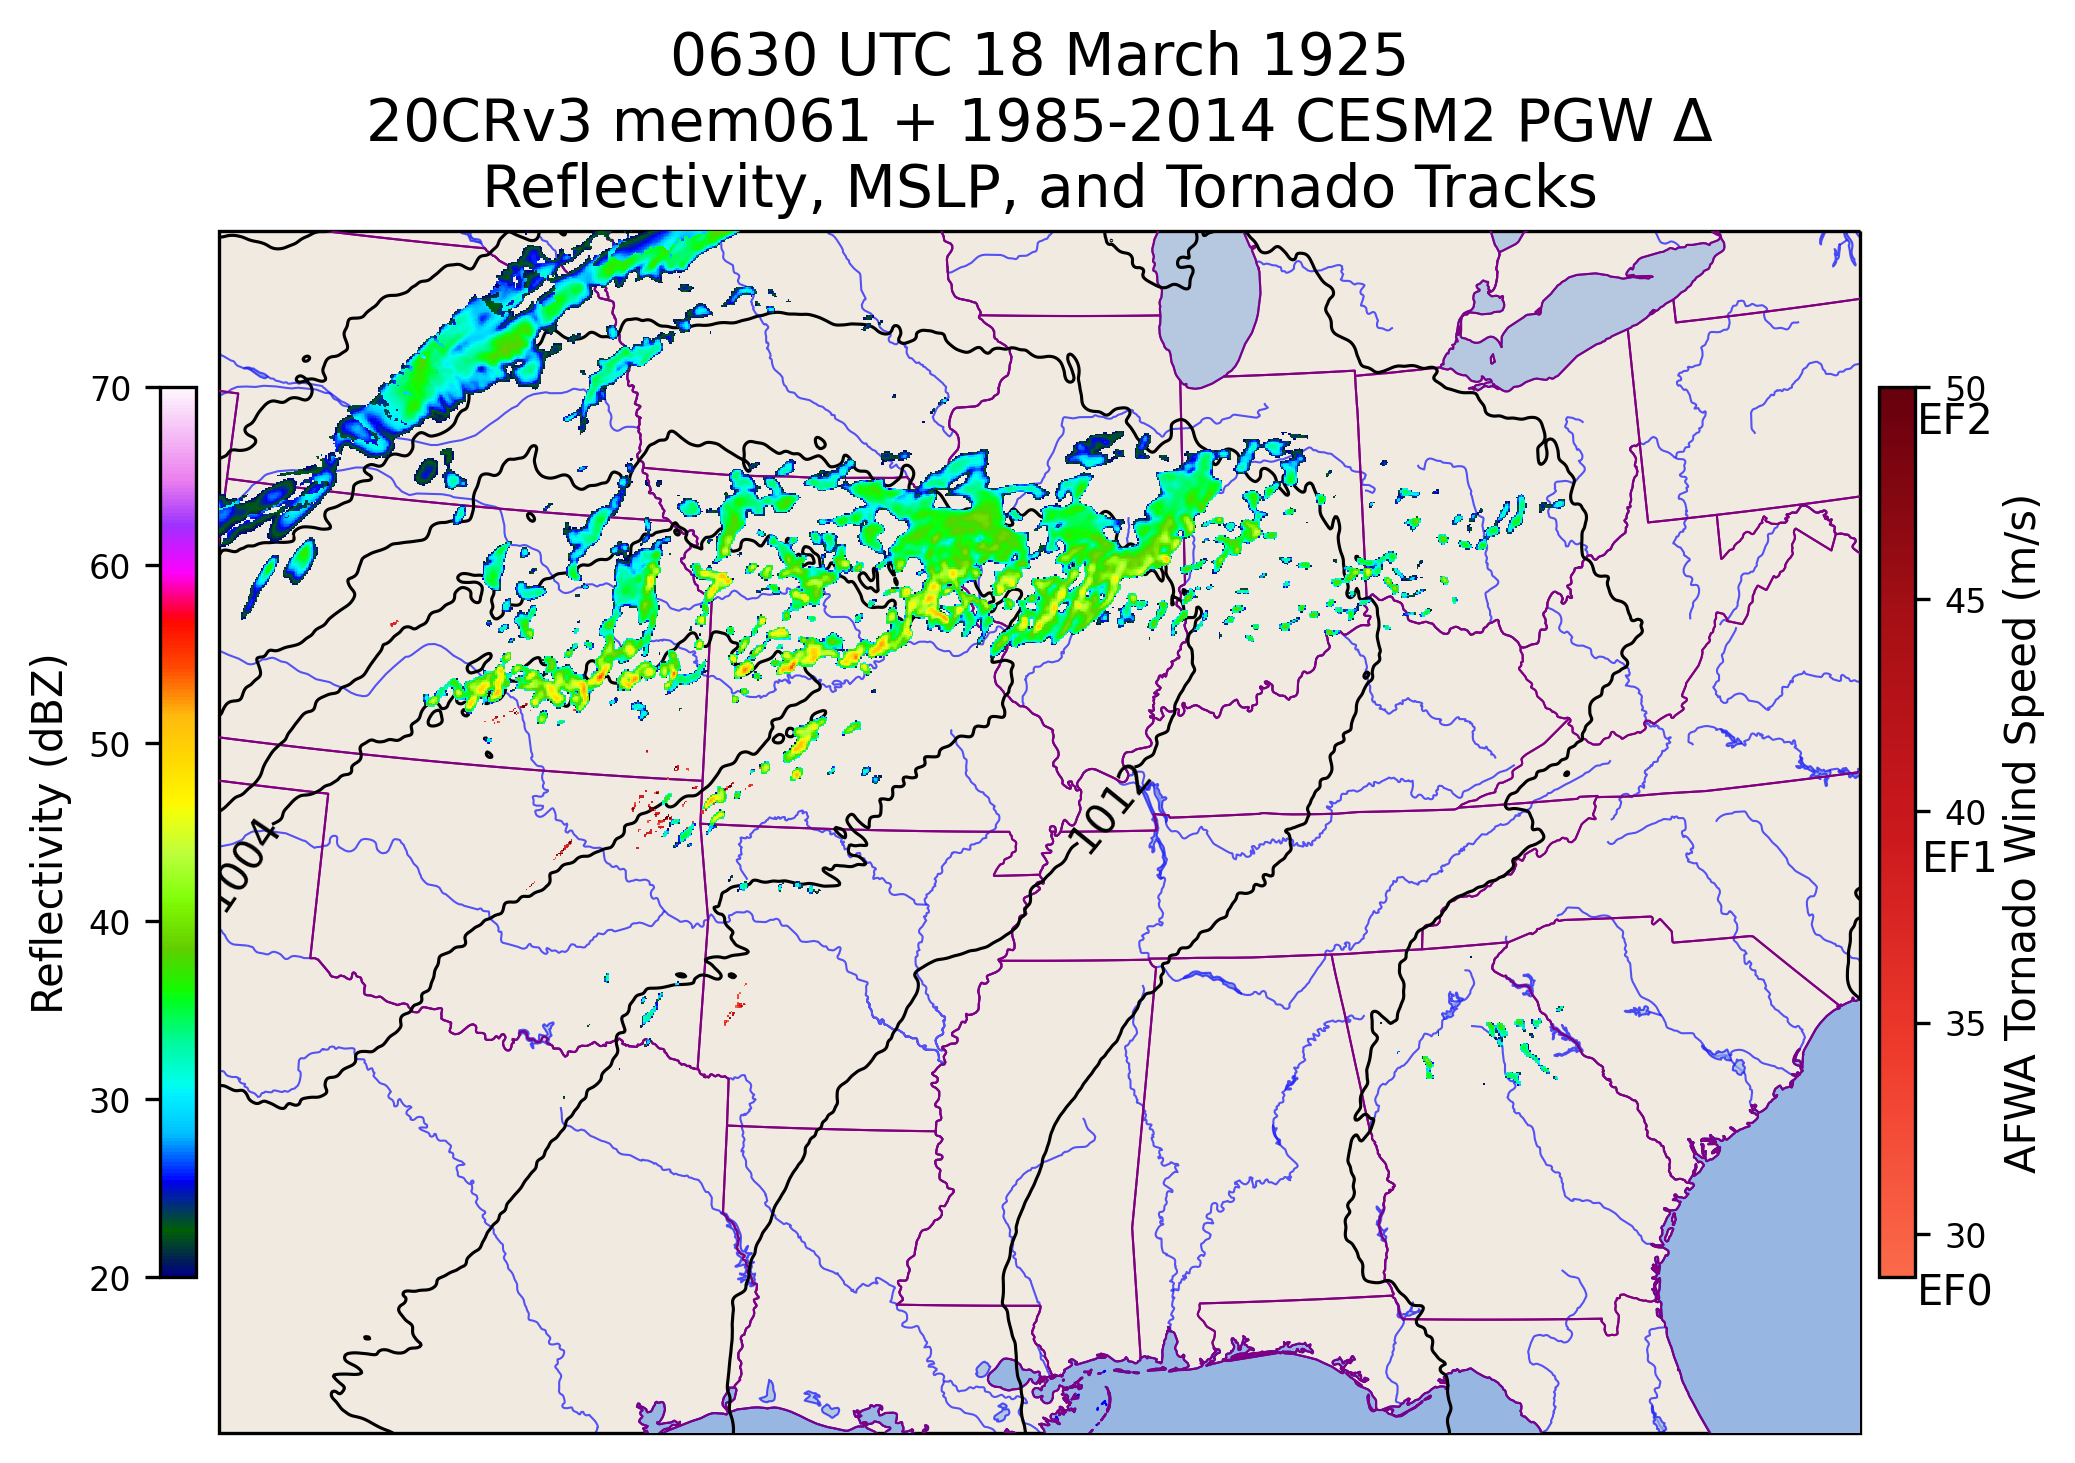 0630 UTC 18 March 1925
20CRv3 mem061 + 1985-2014 CESM2 PGW Δ
Reflectivity, MSLP, and Tornado Tracks
Reflectivity (dBZ)
70
60
50
40
30
20
1004
1012
50
EF2
45
40
EF1
35
30
EF0
AFWA Tornado Wind Speed (m/s)